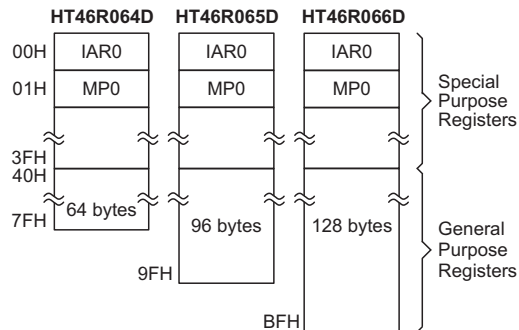 HT46R064D HT46R065D HT46R066D
00H IAR0 IAR0 IAR0
01H MP0 MP0 MP0
Special
Purpose
Registers
3FH
40H
64 bytes 96 bytes 128 bytes
7FH
General
Purpose
Registers
9FH
BFH